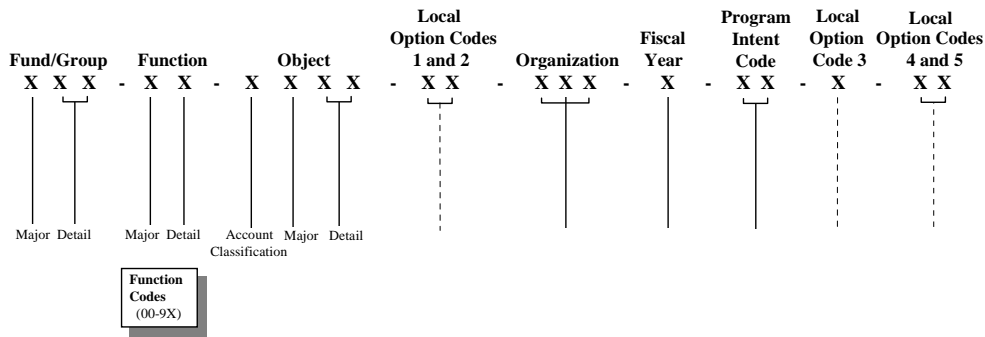 Local
Option Codes
1 and 2
Program
Intent
Code
Local
Option
Code 3
Local
Option Codes
4 and 5
Fiscal
Year
Fund/Group Function Object Organization
X X X - X X - X X X X - X X - X X X - X - X X - X - X X
Major Detail Major Detail Account Classification Major Detail
Function
Codes
(00-9X)